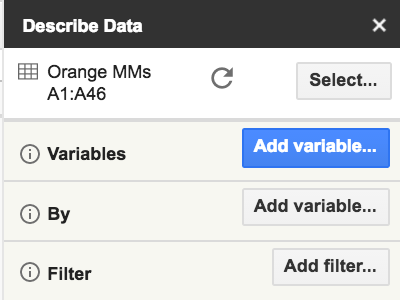 Describe Data ×
Orange MMs
A1:A46
Select...
Variables Add variable...
By Add variable...
Filter Add filter...